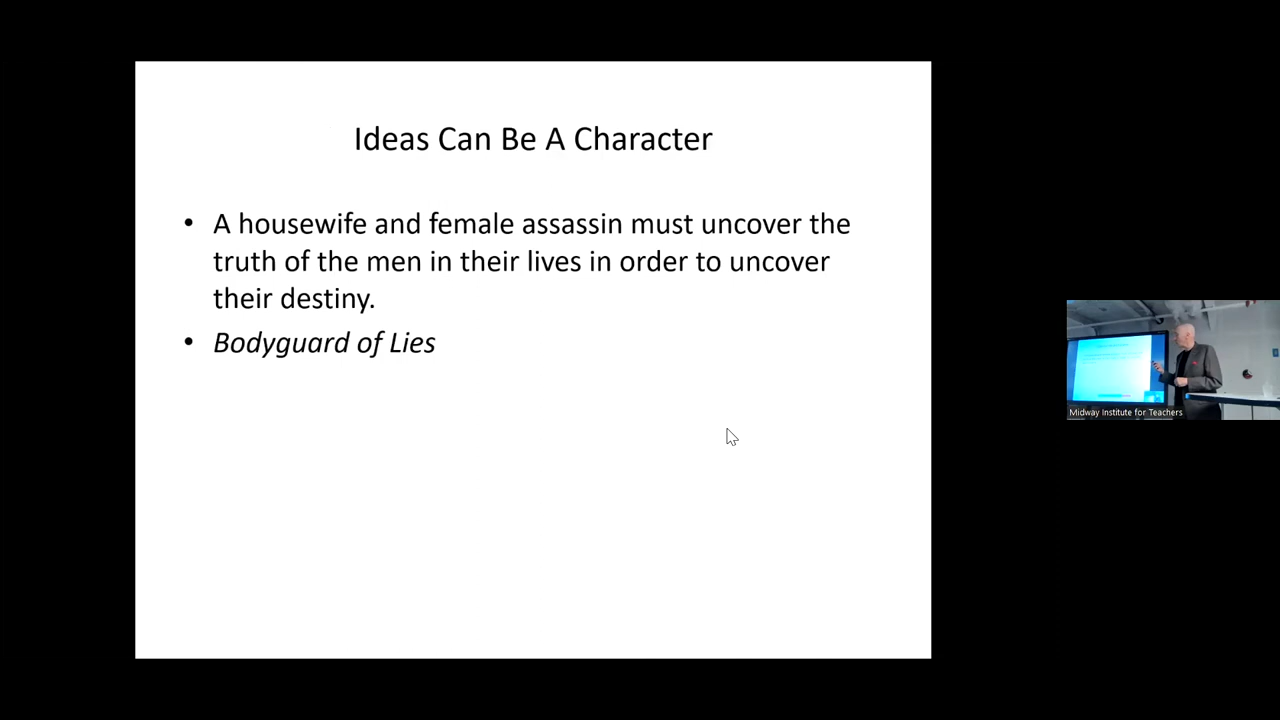 Ideas Can Be A Character
• A housewife and female assassin must uncover the
truth of the men in their lives in order to uncover
their destiny.
• Bodyguard of Lies
Midway Institute for Teachers